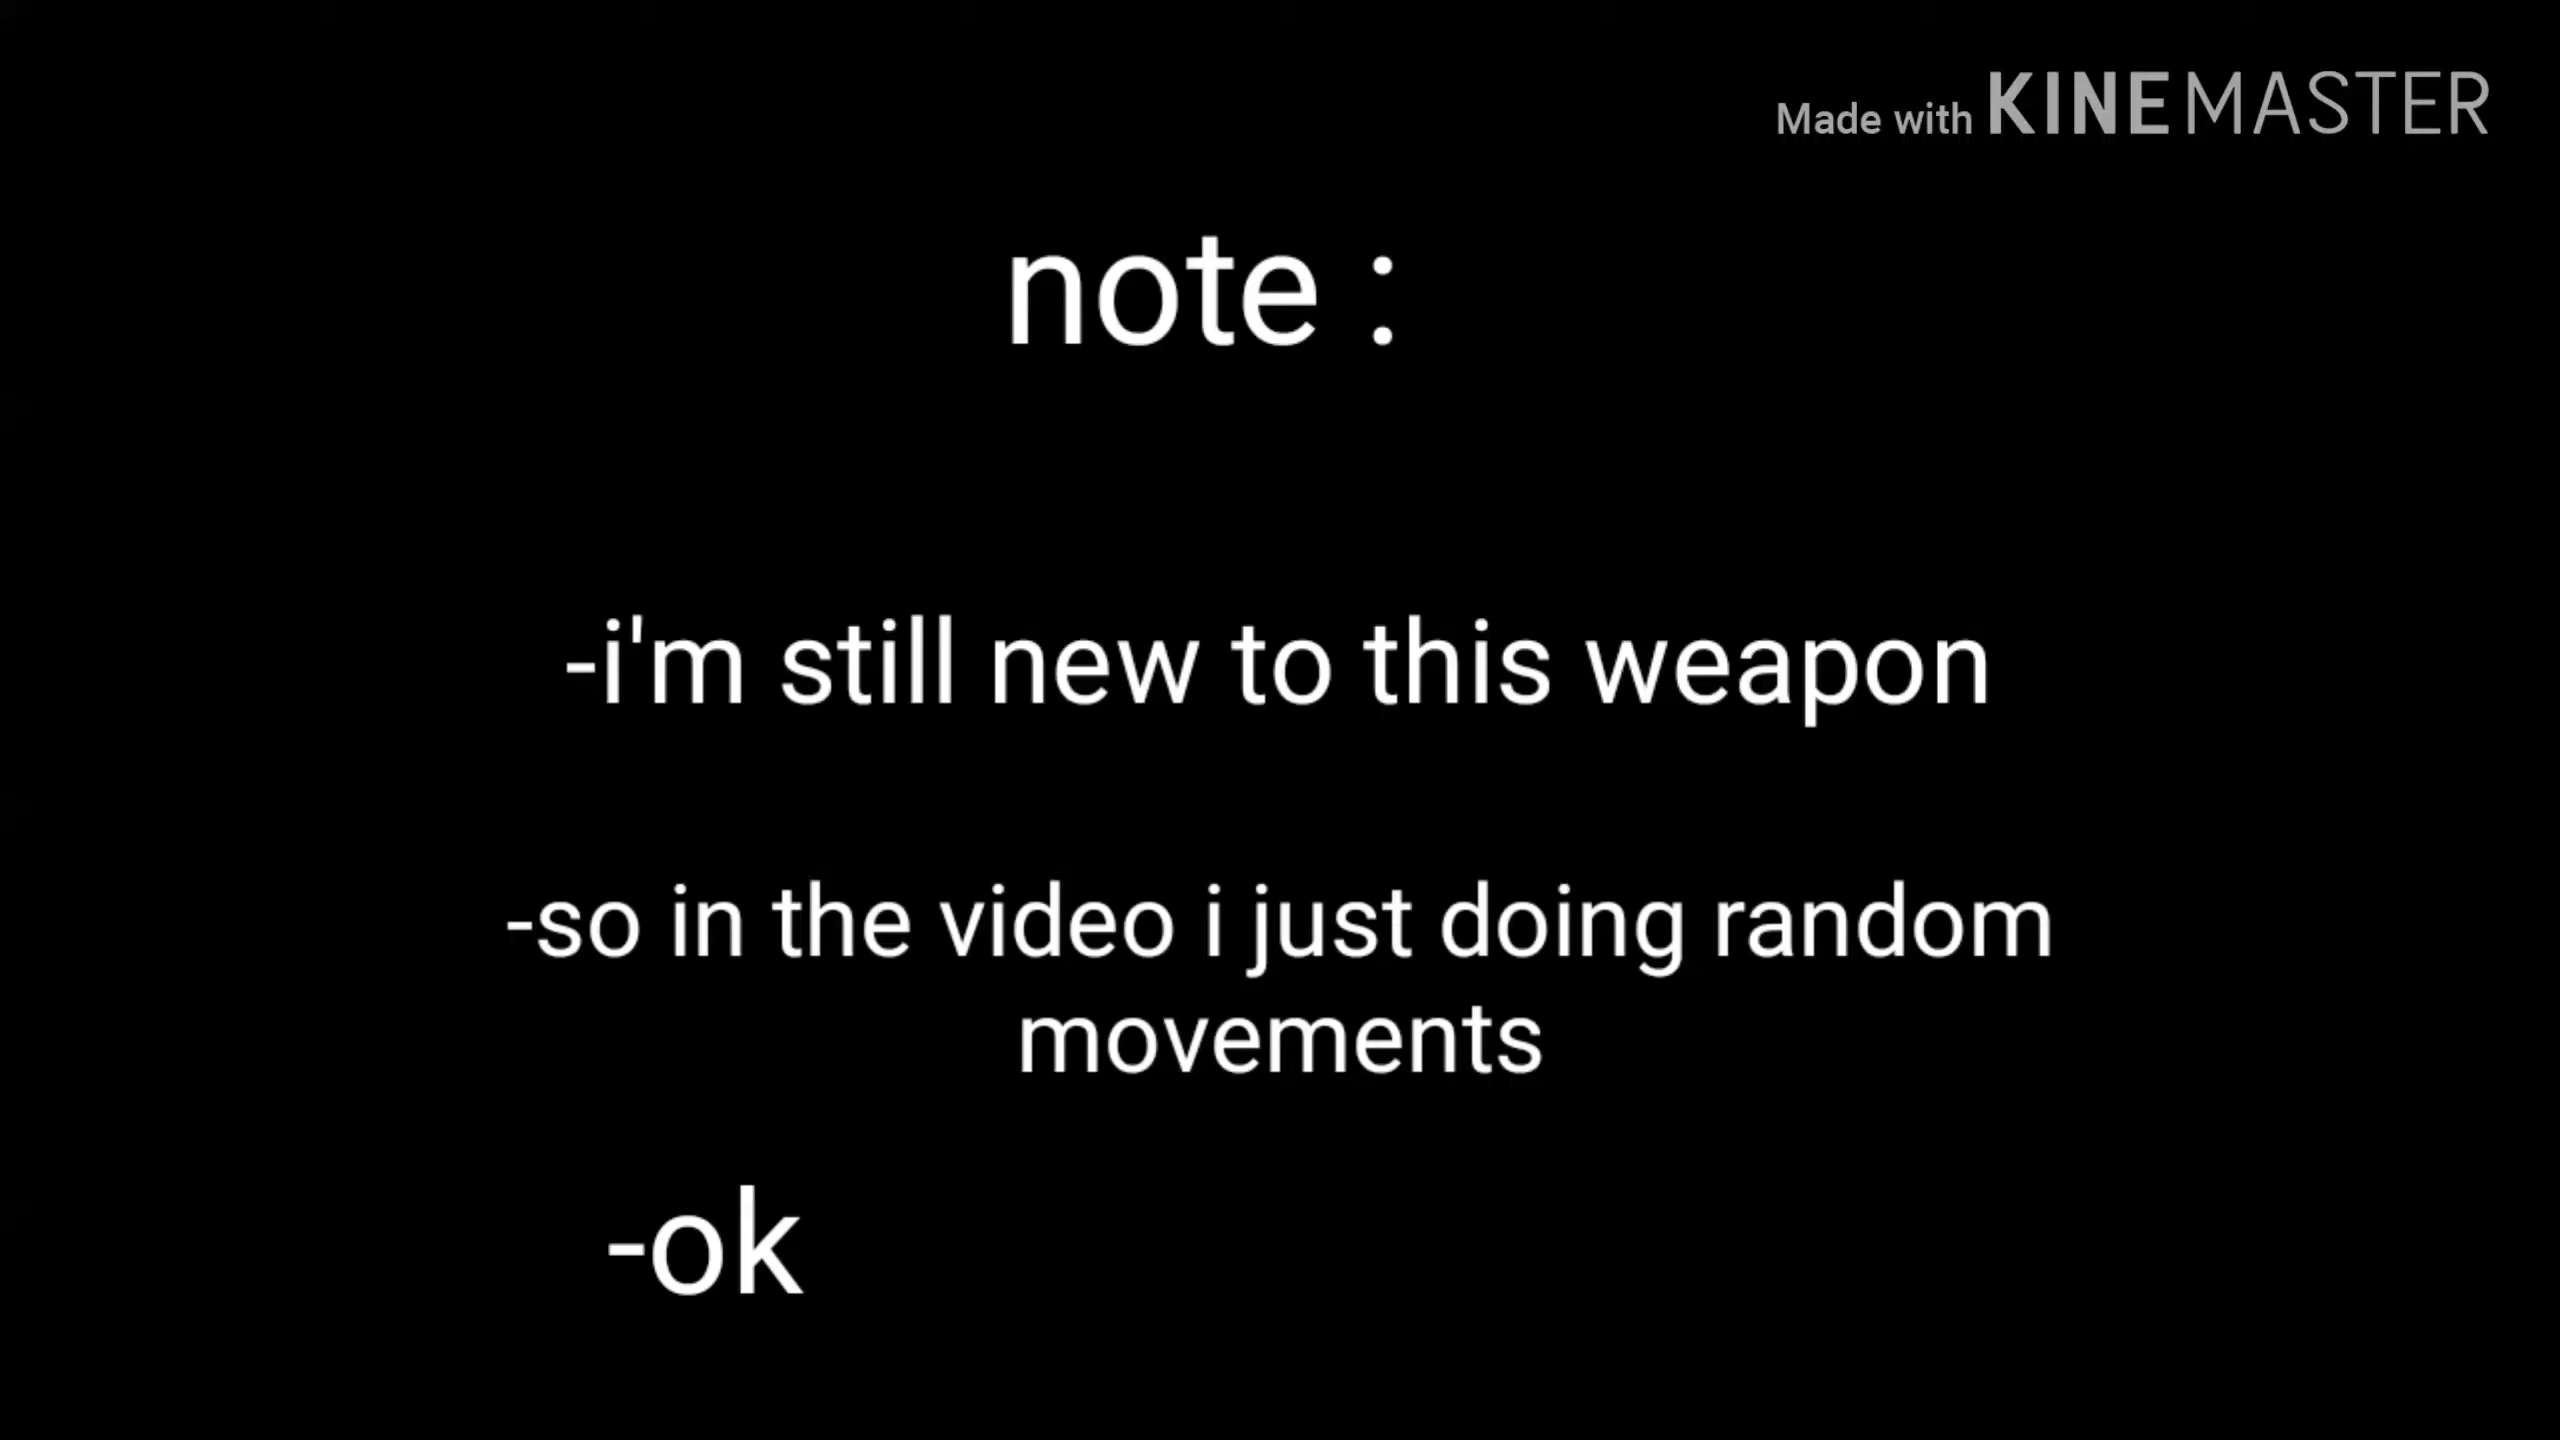 Made with KINEMASTER
note :
-i'm still new to this weapon
-so in the video i just doing random
movements
-ok